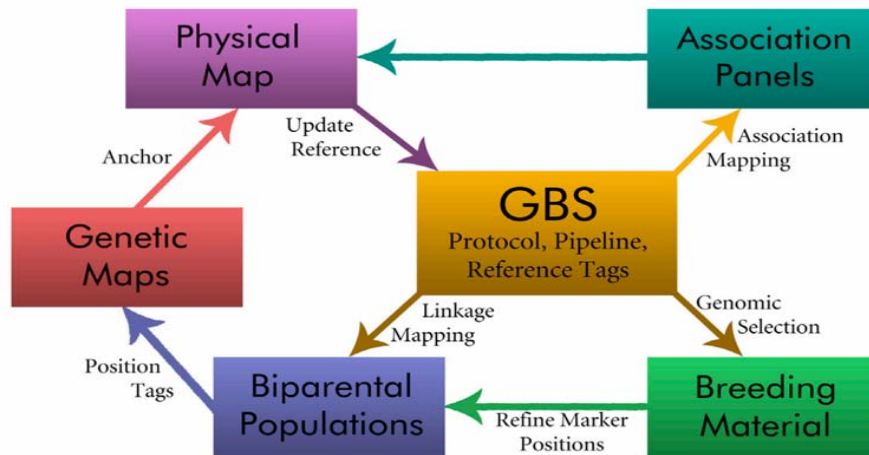 Physical
Map
Association
Panels
Update
Reference
Anchor
Association
Mapping
GBS
Protocol, Pipeline,
Reference Tags
Genetic
Maps
Linkage
Mapping
Genomic
Selection
Position
Tags
Biparental
Populations
Refine Marker
Positions
Breeding
Material